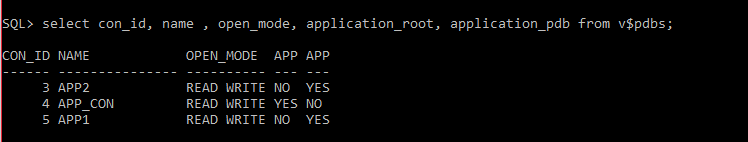 SQL> select con_id, name , open_mode, application_root, application_pdb from v$pdbs;
CON_ID NAME            OPEN_MODE  APP APP
------ --------------- ---------- --- ---
     3 APP2            READ WRITE NO  YES
     4 APP_CON         READ WRITE YES NO
     5 APP1            READ WRITE NO  YES